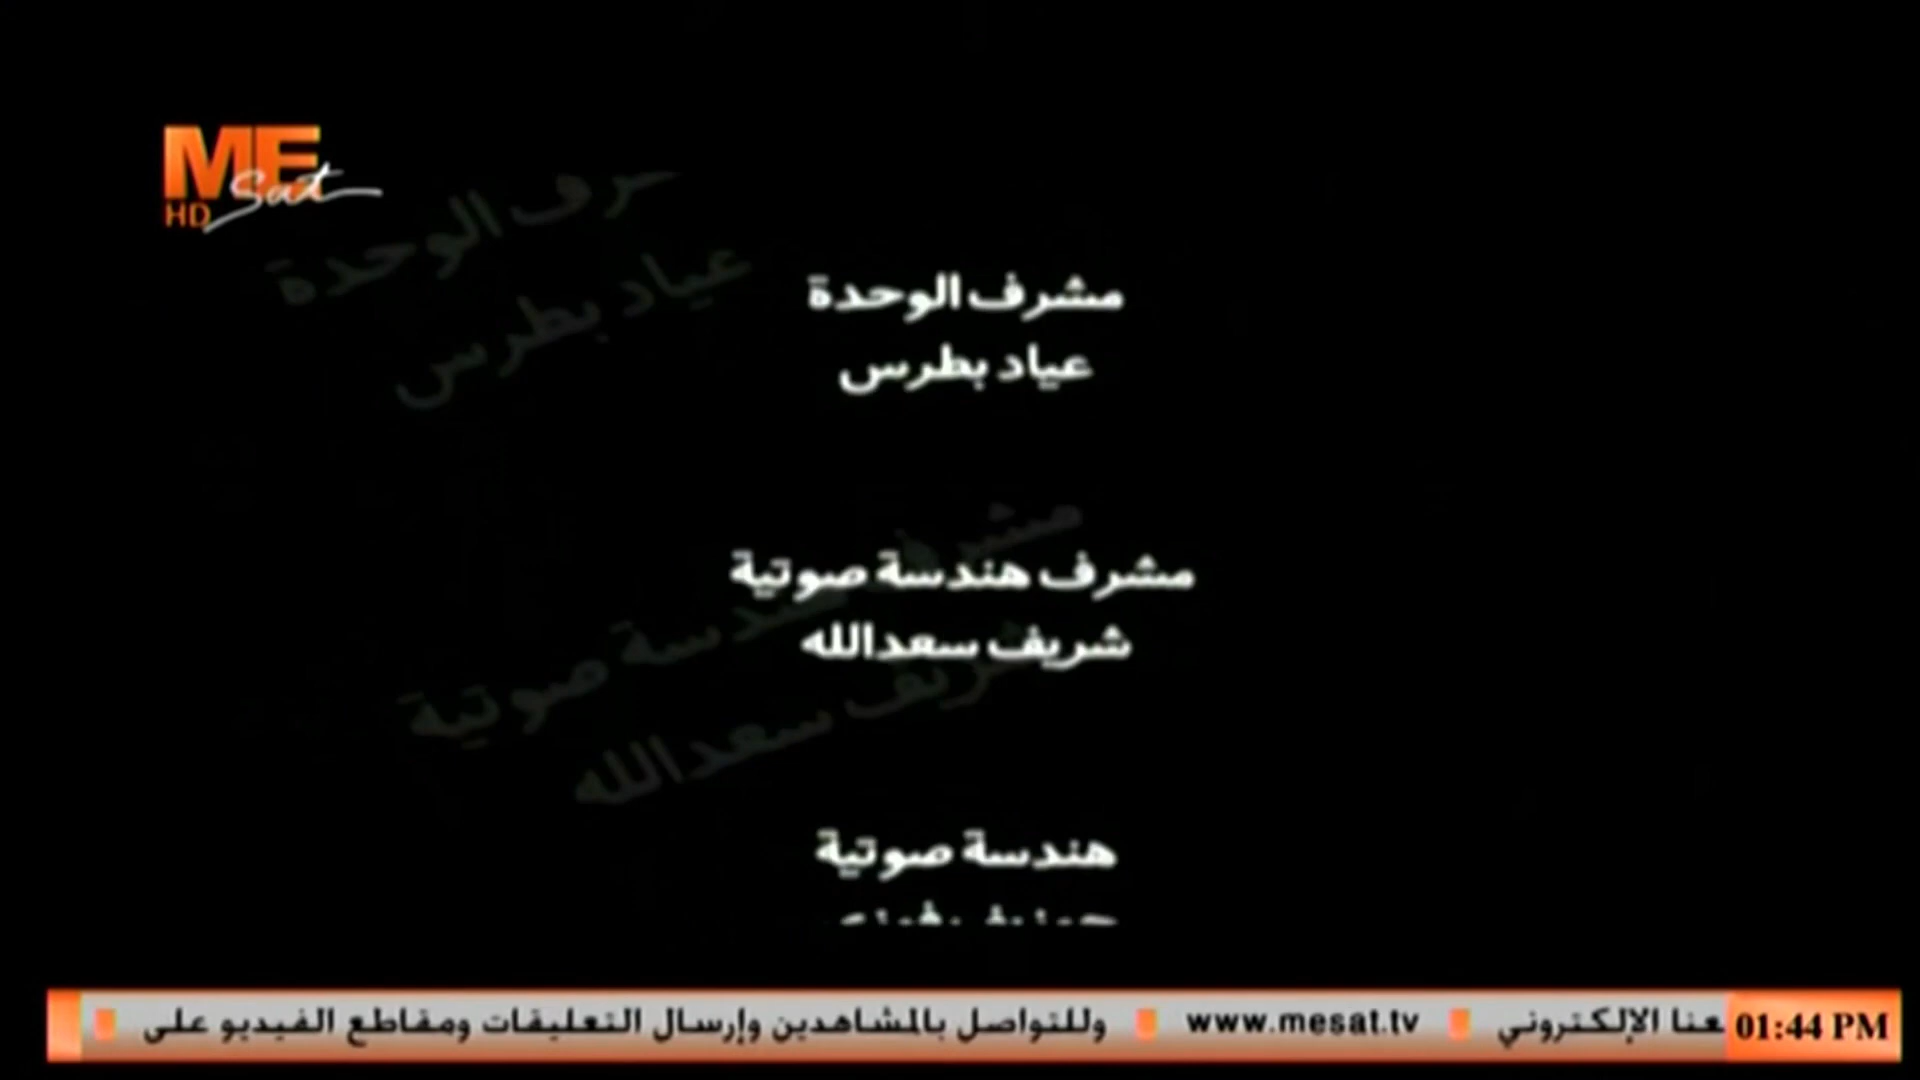 ME
Sat
HD
مشرف الوحدة
عياد بطرس
مشرف هندسة صوتية
شريف سعدالله
هندسة صوتية
عنا الإلكتروني www.mesat.tv وللتواصل بالمشاهدين وإرسال التعليقات ومقاطع الفيديو على
01:44 PM